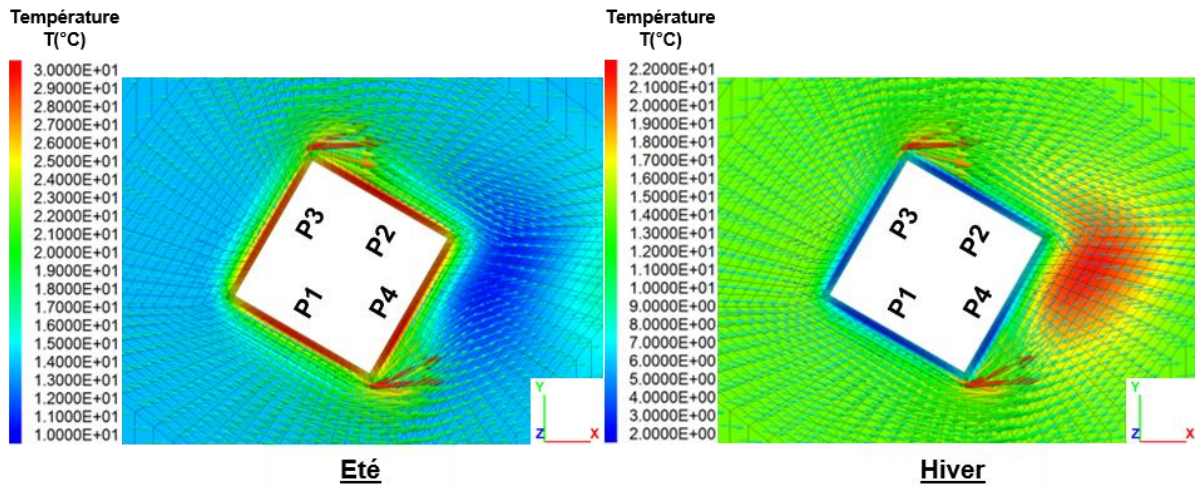 Température
T(°C)
3.0000E+01
2.9000E+01
2.8000E+01
2.7000E+01
2.6000E+01
2.5000E+01
2.4000E+01
2.3000E+01
2.2000E+01
2.1000E+01
2.0000E+01
1.9000E+01
1.8000E+01
1.7000E+01
1.6000E+01
1.5000E+01
1.4000E+01
1.3000E+01
1.2000E+01
1.1000E+01
1.0000E+01
P3
P2
P1
P4
Y
Z
X
Eté
Température
T(°C)
2.2000E+01
2.1000E+01
2.0000E+01
1.9000E+01
1.8000E+01
1.7000E+01
1.6000E+01
1.5000E+01
1.4000E+01
1.3000E+01
1.2000E+01
1.1000E+01
1.0000E+01
9.0000E+00
8.0000E+00
7.0000E+00
6.0000E+00
5.0000E+00
4.0000E+00
3.0000E+00
2.0000E+00
P3
P2
P1
P4
Y
Z
X
Hiver